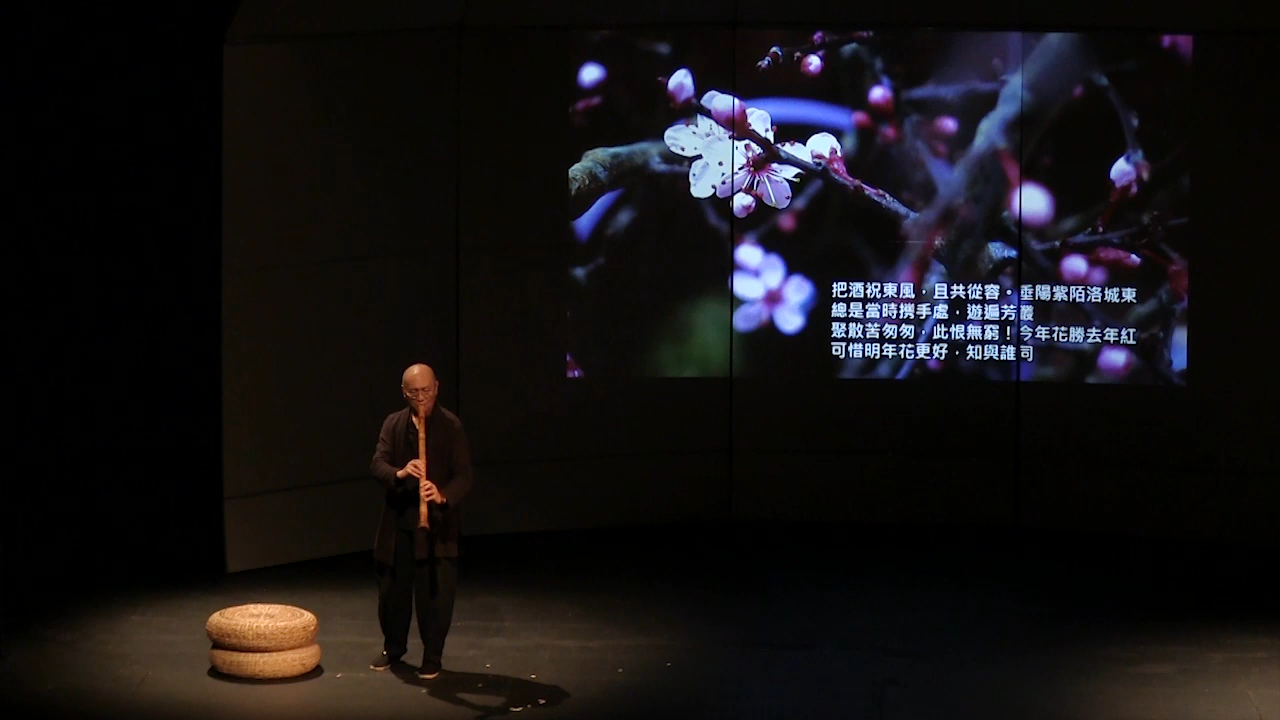 把酒祝東風，且共從容。垂陽紫陌洛城東
總是當時携手處，遊遍芳叢
聚散苦匆匆，此恨無窮！今年花勝去年紅
可惜明年花更好，知與誰司